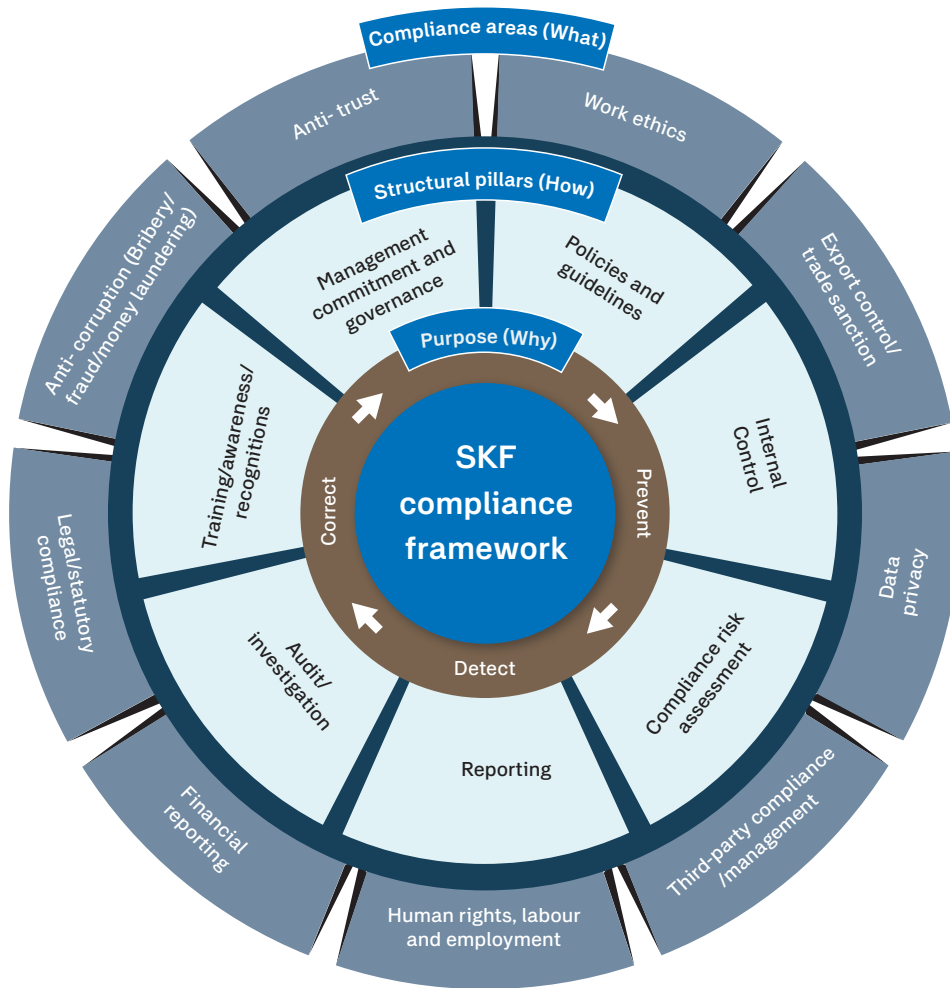 Compliance areas (What)
Anti- trust
Work ethics
Export control/
trade sanction
Data
privacy
Third-party compliance
/management
Human rights, labour
and employment
Financial
reporting
Legal/statutory
compliance
Anti- corruption (Bribery/
fraud/money laundering)
Structural pillars (How)
Management
commitment and
governance
Policies and
guidelines
Internal
Control
Compliance risk
assessment
Reporting
Audit/
investigation
Training/awareness/
recognitions
Purpose (Why)
Prevent
Detect
Correct
SKF
compliance
framework